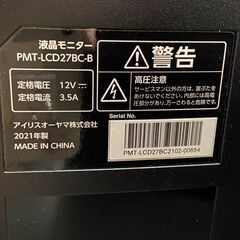 液晶モニター
PMT-LCD27BC-B
定格電圧 12V⎓
定格電流 3.5A
アイリスオーヤマ株式会社
2021年製
MADE IN CHINA
警告
高圧注意
サービスマン以外の方は、裏ぶたをあけないでください。内部には高電圧部分が数多くあり、万一さわると危険です。
Serial No.
PMT-LCD27BC2102-00654